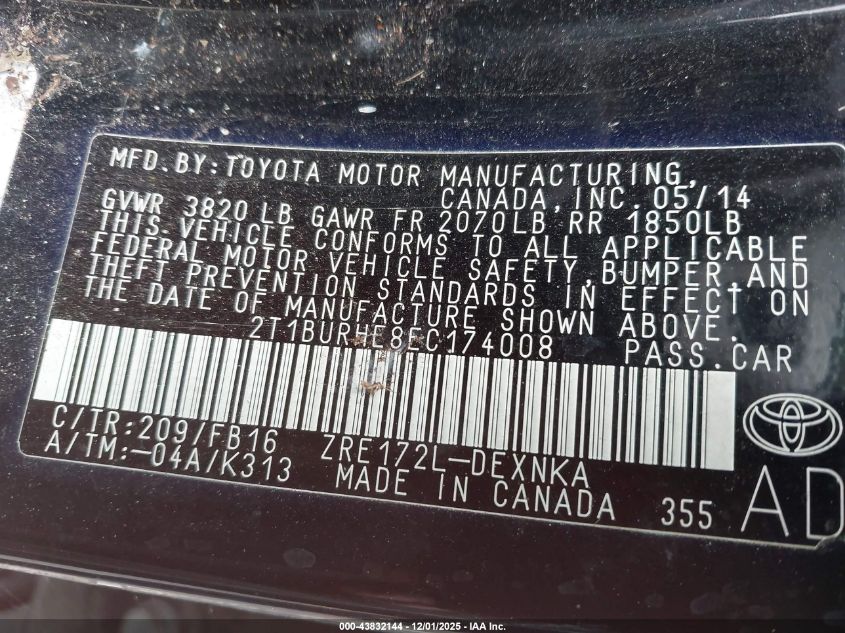 MFD.BY:TOYOTA MOTOR MANUFACTURING,
CANADA,INC. 05/14
GVWR 3820 LB GAWR FR 2070LB RR 1850LB
THIS VEHICLE CONFORMS TO ALL APPLICABLE
FEDERAL MOTOR VEHICLE SAFETY,BUMPER,AND
THEFT PREVENTION STANDARDS IN EFFECT ON
THE DATE OF MANUFACTURE SHOWN ABOVE.
2T1BURHE8EC174008 PASS.CAR
C/TR:209/FB16 ZRE172L-DEXNKA
A/TM:-04A/K313 MADE IN CANADA 355
AD
000-43832144 - 12/01/2025 - IAA Inc.